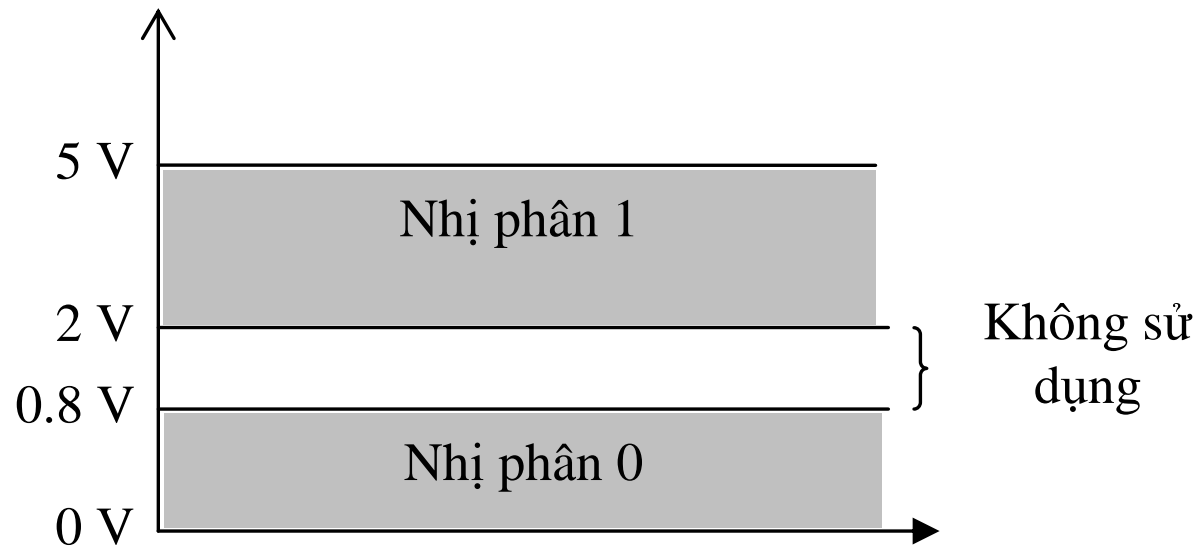 5 V
Nhị phân 1
2 V
Không sử
dụng
0.8 V
Nhị phân 0
0 V